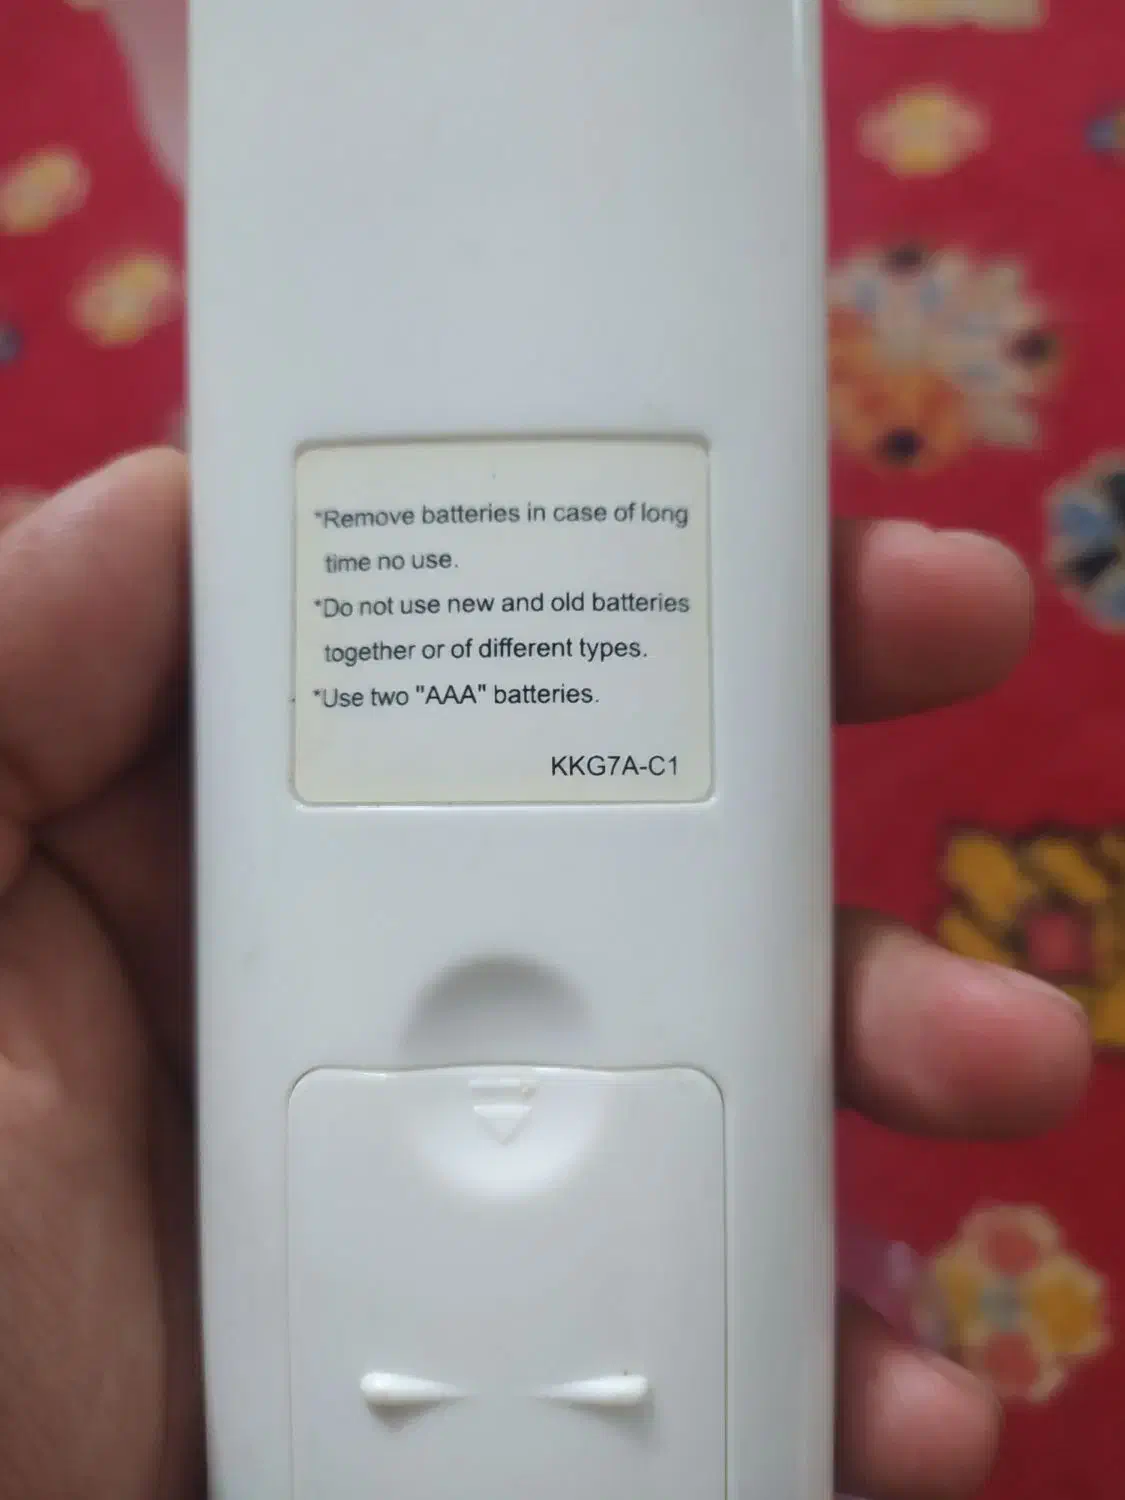 *Remove batteries in case of long
time no use.
*Do not use new and old batteries
together or of different types.
*Use two "AAA" batteries.
KKG7A-C1